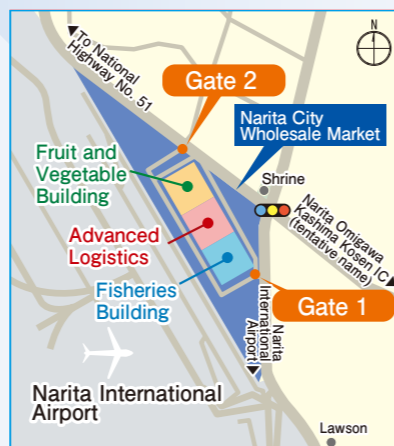 N
To National
Highway No. 51
Gate 2
Narita City
Wholesale Market
Fruit and
Vegetable
Building
Shrine
Advanced
Logistics
Narita Omigawa
Kashima Kosen IC
(tentative name)
Fisheries
Building
Gate 1
Narita
International
Airport
Narita International
Airport
Lawson